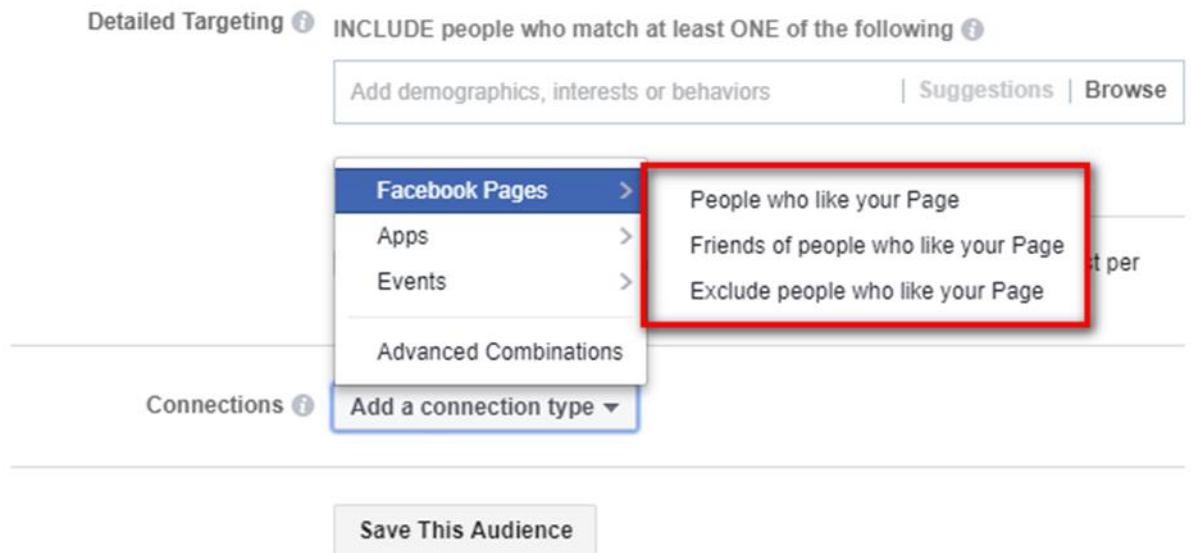 Detailed Targeting
INCLUDE people who match at least ONE of the following
Add demographics, interests or behaviors | Suggestions | Browse
Facebook Pages
People who like your Page
Apps
Friends of people who like your Page
per
Events
Exclude people who like your Page
Advanced Combinations
Connections
Add a connection type
Save This Audience